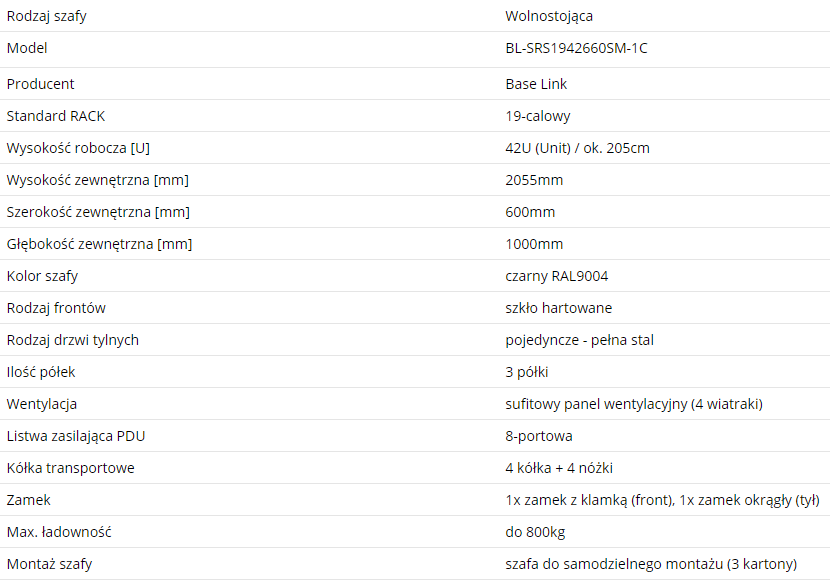 Rodzaj szafy Wolnostojąca
Model BL-SRS1942660SM-1C
Producent Base Link
Standard RACK 19-calowy
Wysokość robocza [U] 42U (Unit) / ok. 205cm
Wysokość zewnętrzna [mm] 2055mm
Szerokość zewnętrzna [mm] 600mm
Głębokość zewnętrzna [mm] 1000mm
Kolor szafy czarny RAL9004
Rodzaj frontów szkło hartowane
Rodzaj drzwi tylnych pojedyncze - pełna stal
Ilość półek 3 półki
Wentylacja sufitowy panel wentylacyjny (4 wiatraki)
Listwa zasilająca PDU 8-portowa
Kółka transportowe 4 kółka + 4 nóżki
Zamek 1x zamek z klamką (front), 1x zamek okrągły (tył)
Max. ładowność do 800kg
Montaż szafy szafa do samodzielnego montażu (3 kartony)